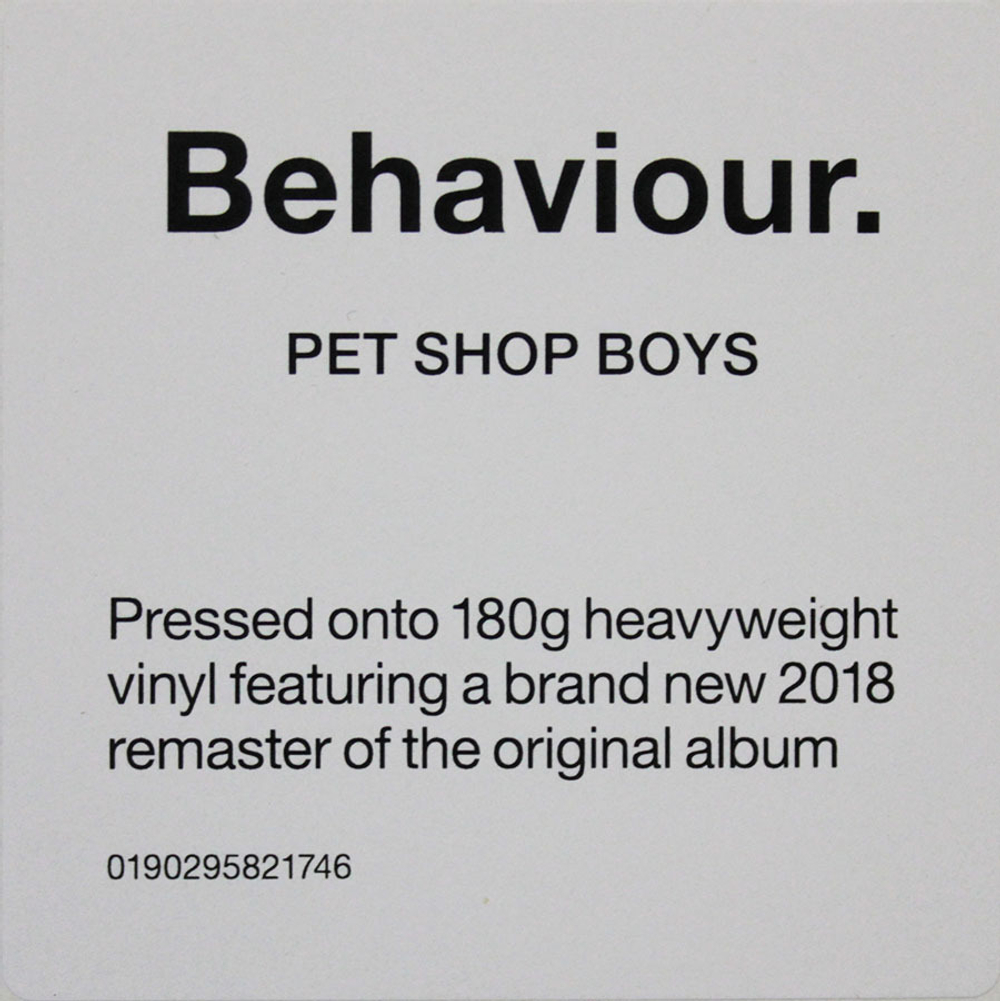 Behaviour.
PET SHOP BOYS
Pressed onto 180g heavyweight
vinyl featuring a brand new 2018
remaster of the original album
0190295821746